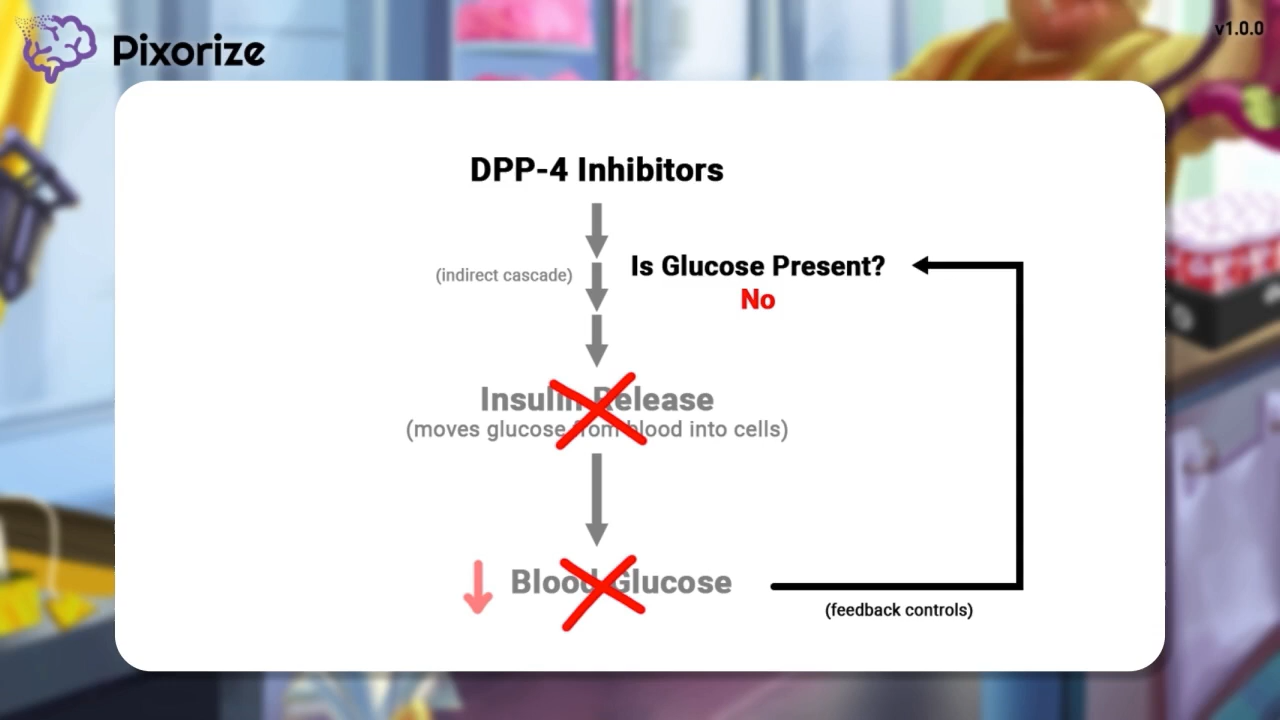 Pixorize
v1.0.0
DPP-4 Inhibitors
(indirect cascade)
Is Glucose Present?
No
Insulin Release
(moves glucose from blood into cells)
Blood Glucose
(feedback controls)